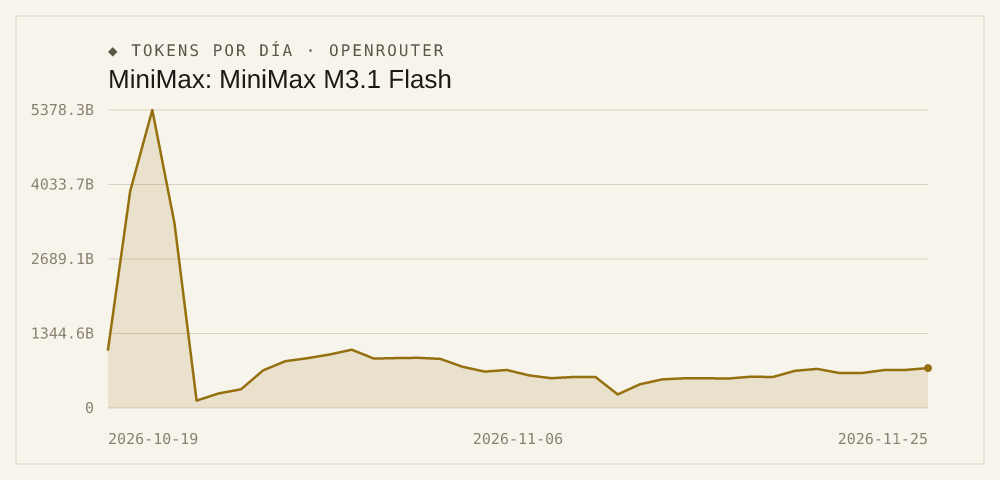 ◆ TOKENS POR DÍA · OPENROUTER
MiniMax: MiniMax M3.1 Flash
5378.3B
4033.7B
2689.1B
1344.6B
0
2026-10-19
2026-11-06
2026-11-25